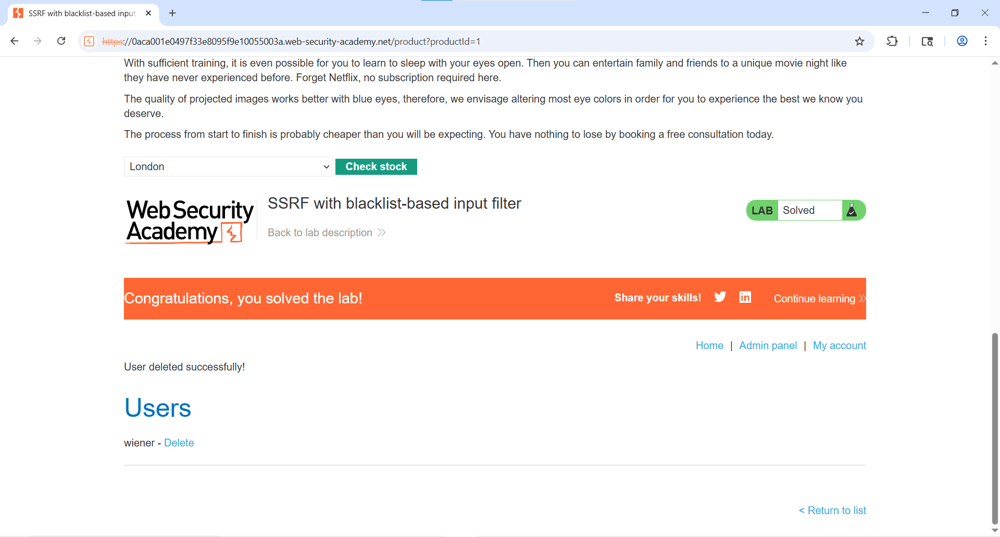 SSRF with blacklist-based input
https://0aca001e0497f33e8095f9e10055003a.web-security-academy.net/product?productId=1
With sufficient training, it is even possible for you to learn to sleep with your eyes open. Then you can entertain family and friends to a unique movie night like
they have never experienced before. Forget Netflix, no subscription required here.
The quality of projected images works better with blue eyes, therefore, we envisage altering most eye colors in order for you to experience the best we know you
deserve.
The process from start to finish is probably cheaper than you will be expecting. You have nothing to lose by booking a free consultation today.
London
Check stock
Web Security
Academy
SSRF with blacklist-based input filter
Back to lab description
LAB Solved
Congratulations, you solved the lab!
Share your skills!
Continue learning
Home | Admin panel | My account
User deleted successfully!
Users
wiener - Delete
< Return to list